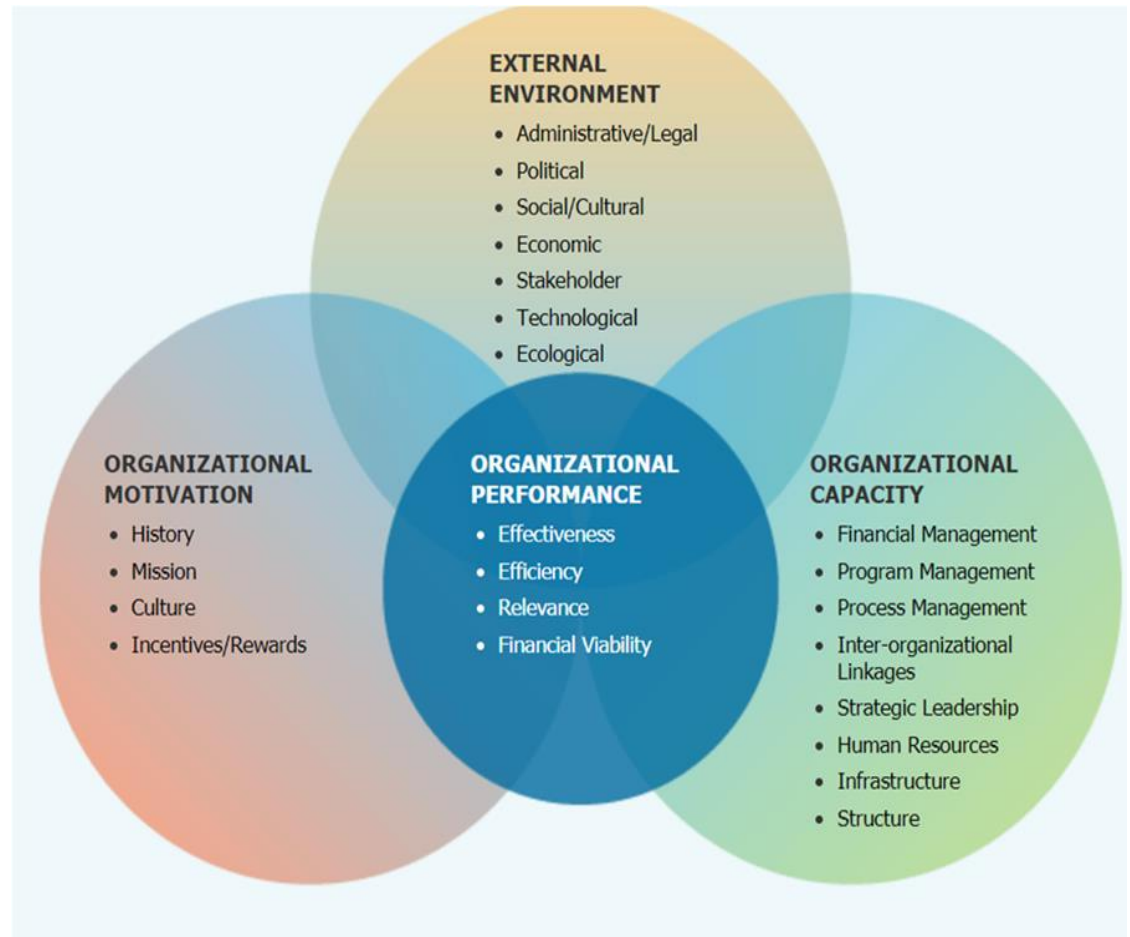 EXTERNAL
ENVIRONMENT
• Administrative/Legal
• Political
• Social/Cultural
• Economic
• Stakeholder
• Technological
• Ecological
ORGANIZATIONAL
MOTIVATION
• History
• Mission
• Culture
• Incentives/Rewards
ORGANIZATIONAL
PERFORMANCE
• Effectiveness
• Efficiency
• Relevance
• Financial Viability
ORGANIZATIONAL
CAPACITY
• Financial Management
• Program Management
• Process Management
• Inter-organizational
Linkages
• Strategic Leadership
• Human Resources
• Infrastructure
• Structure